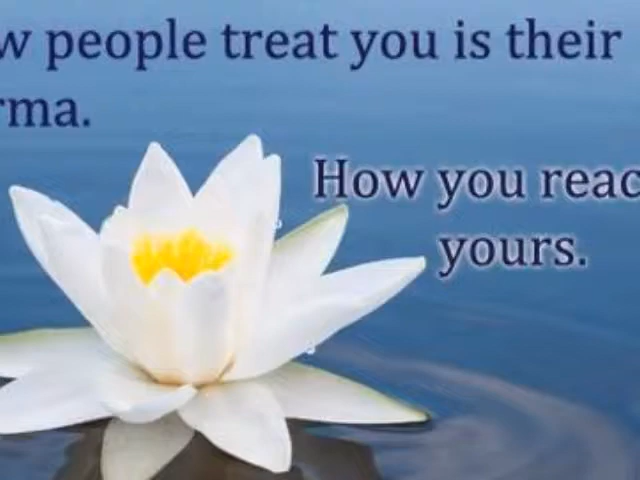 w people treat you is their
rma.
How you reac
yours.